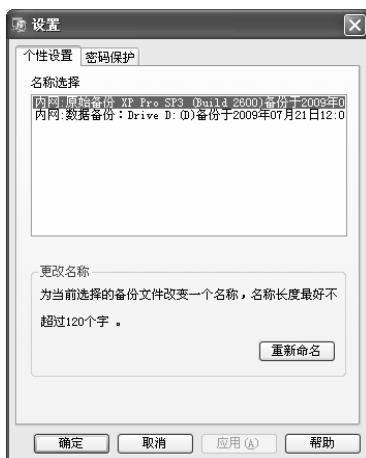 设置
个性设置 密码保护
名称选择
内网:原始备份 XP Pro SP3 (Build 2600)备份于2009年0
内网:数据备份:Drive D:(D)备份于2009年07月21日12:0
更改名称
为当前选择的备份文件改变一个名称,名称长度最好不
超过120个字 。
重新命名
确定 取消 应用(A) 帮助